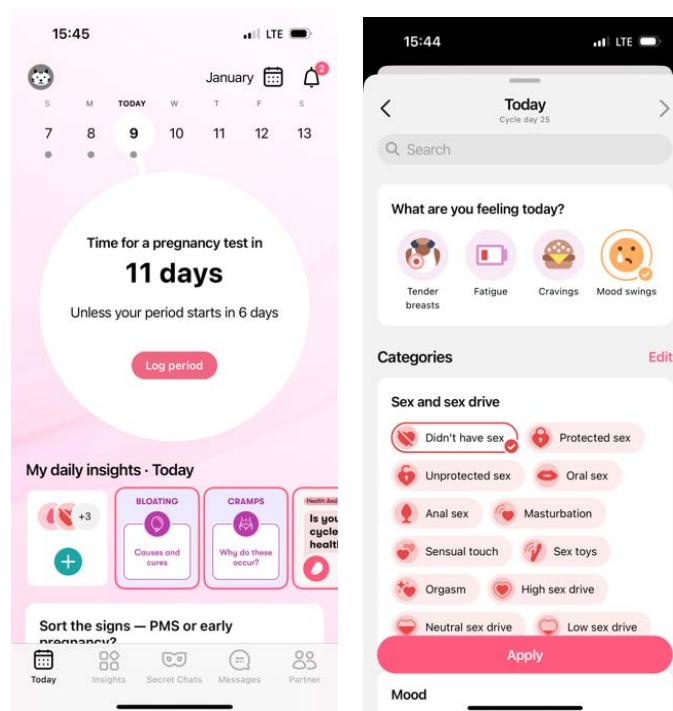 15:45
LTE
January
2
S M TODAY W T F S
7 8 9 10 11 12 13
Time for a pregnancy test in
11 days
Unless your period starts in 6 days
Log period
My daily insights · Today
+3
BLOATING
Causes and
cures
CRAMPS
Why do these
occur?
Is you
cycle
healt
Sort the signs — PMS or early
pregnancy?
Today
Insights
Secret Chats
Messages
Partner
15:44
LTE
Today
Cycle day 25
Search
What are you feeling today?
Tender
breasts
Fatigue
Cravings
Mood swings
Categories
Edit
Sex and sex drive
Didn't have sex
Protected sex
Unprotected sex
Oral sex
Anal sex
Masturbation
Sensual touch
Sex toys
Orgasm
High sex drive
Neutral sex drive
Low sex drive
Apply
Mood